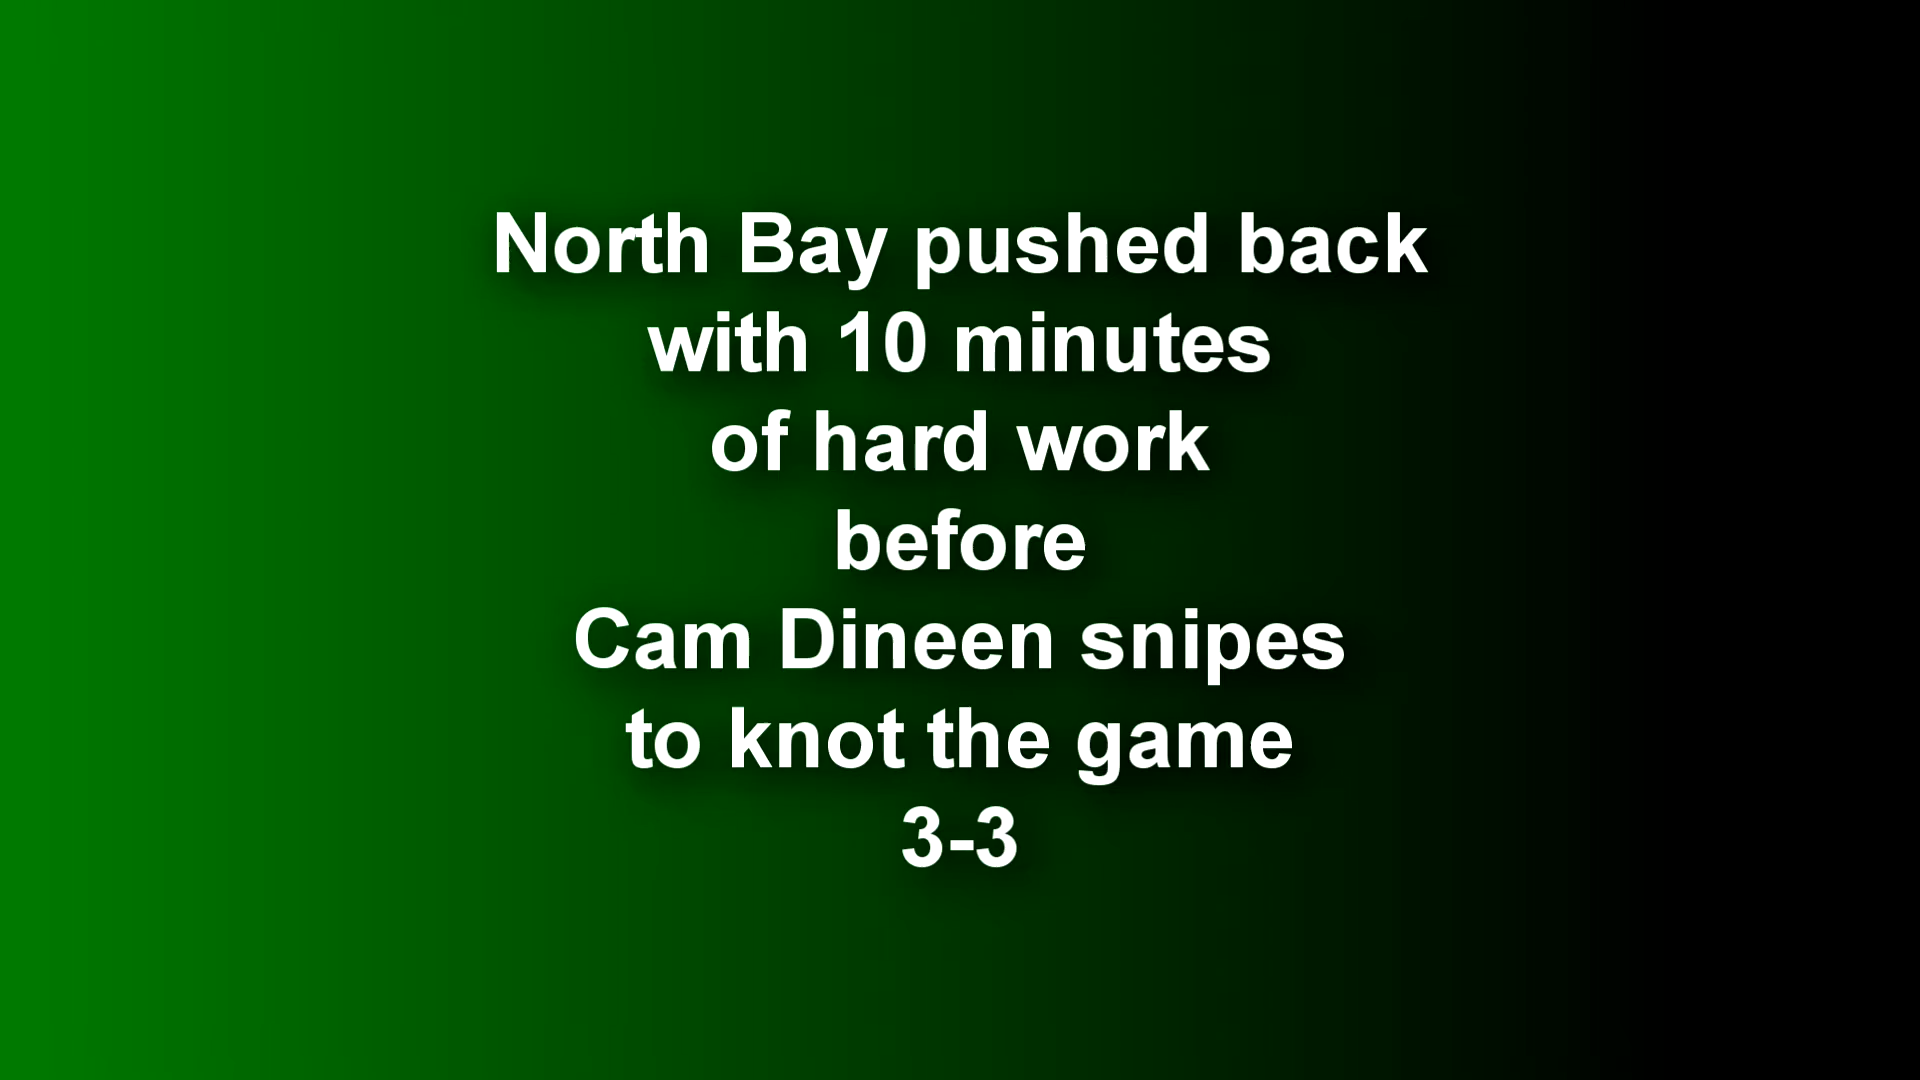 North Bay pushed back
with 10 minutes
of hard work
before
Cam Dineen snipes
to knot the game
3-3